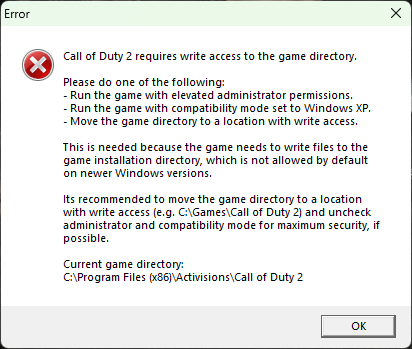 Error
Call of Duty 2 requires write access to the game directory.
Please do one of the following:
- Run the game with elevated administrator permissions.
- Run the game with compatibility mode set to Windows XP.
- Move the game directory to a location with write access.
This is needed because the game needs to write files to the
game installation directory, which is not allowed by default
on newer Windows versions.
Its recommended to move the game directory to a location
with write access (e.g. C:\Games\Call of Duty 2) and uncheck
administrator and compatibility mode for maximum security, if
possible.
Current game directory:
C:\Program Files (x86)\Activisions\Call of Duty 2
OK